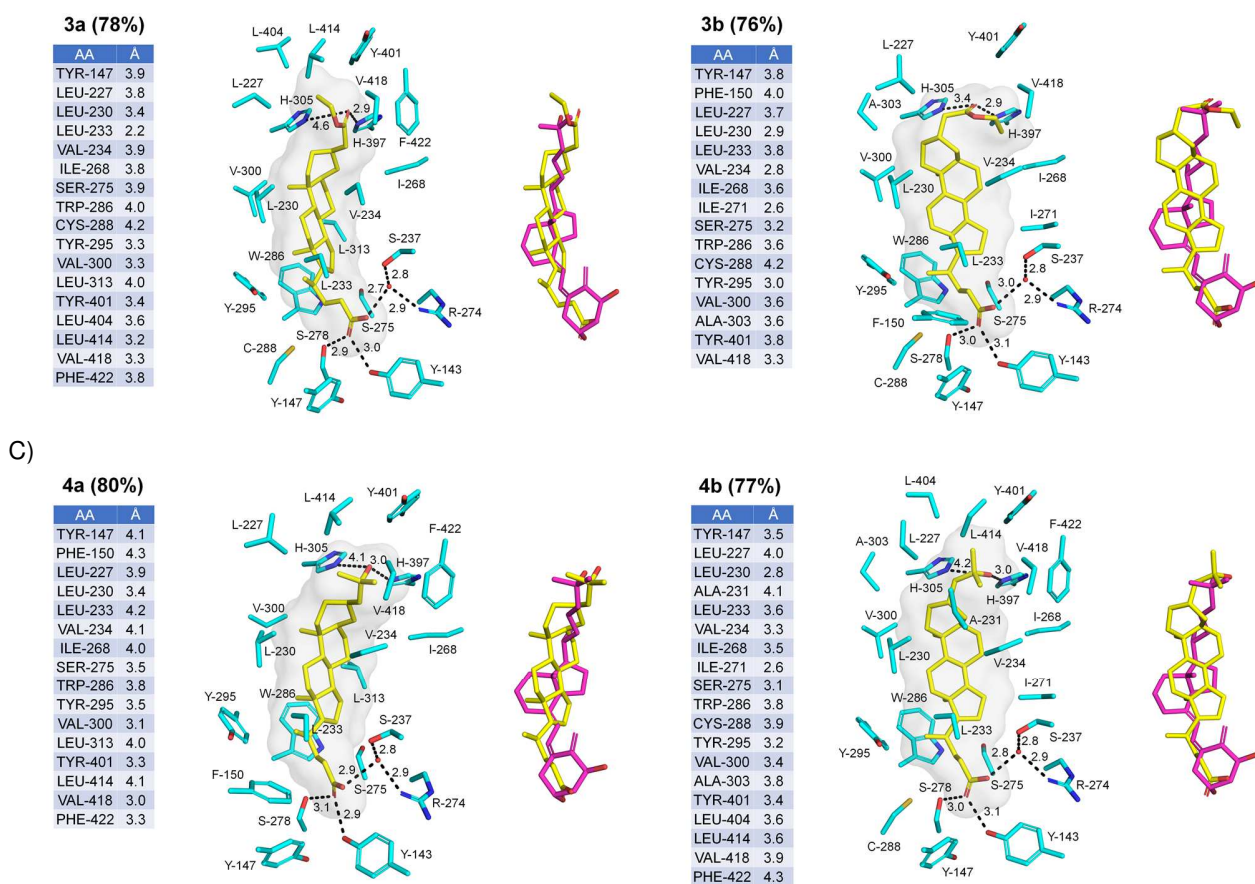 3a (78%)
AA Å
TYR-147 3.9
LEU-227 3.8
LEU-230 3.4
LEU-233 2.2
VAL-234 3.9
ILE-268 3.8
SER-275 3.9
TRP-286 4.0
CYS-288 4.2
TYR-295 3.3
VAL-300 3.3
LEU-313 4.0
TYR-401 3.4
LEU-404 3.6
LEU-414 3.2
VAL-418 3.3
PHE-422 3.8
L-404
L-414
Y-401
L-227
H-305
V-418
2.9
4.6
H-397
F-422
V-300
I-268
L-230
V-234
W-286
L-313
S-237
L-233
2.8
Y-295
2.7
2.9
R-274
S-278
S-275
2.9
3.0
C-288
Y-143
Y-147
3b (76%)
AA Å
TYR-147 3.8
PHE-150 4.0
LEU-227 3.7
LEU-230 2.9
LEU-233 3.8
VAL-234 2.8
ILE-268 3.6
ILE-271 2.6
SER-275 3.2
TRP-286 3.6
CYS-288 4.2
TYR-295 3.0
VAL-300 3.6
ALA-303 3.6
TYR-401 3.8
VAL-418 3.3
Y-401
L-227
H-305
V-418
A-303
3.4
2.9
H-397
V-300
V-234
L-230
I-268
I-271
W-286
S-237
L-233
2.8
Y-295
3.0
2.9
R-274
F-150
S-275
3.0
3.1
S-278
Y-143
C-288
Y-147
C)
4a (80%)
AA Å
TYR-147 4.1
PHE-150 4.3
LEU-227 3.9
LEU-230 3.4
LEU-233 4.2
VAL-234 4.1
ILE-268 4.0
SER-275 3.5
TRP-286 3.8
TYR-295 3.5
VAL-300 3.1
LEU-313 4.0
TYR-401 3.3
LEU-414 4.1
VAL-418 3.0
PHE-422 3.3
L-414
Y-401
L-227
F-422
H-305
4.1
3.0
H-397
V-300
V-418
V-234
I-268
L-230
Y-295
W-286
L-313
S-237
L-233
2.8
2.9
2.9
F-150
S-275
R-274
3.1
S-278
2.9
Y-147
Y-143
4b (77%)
AA Å
TYR-147 3.5
LEU-227 4.0
LEU-230 2.8
ALA-231 4.1
LEU-233 3.6
VAL-234 3.3
ILE-268 3.5
ILE-271 2.6
SER-275 3.1
TRP-286 3.8
CYS-288 3.9
TYR-295 3.2
VAL-300 3.4
ALA-303 3.8
TYR-401 3.4
LEU-404 3.6
LEU-414 3.6
VAL-418 3.9
PHE-422 4.3
L-404
Y-401
L-414
F-422
A-303
L-227
V-418
4.2
3.0
H-305
H-397
V-300
A-231
I-268
L-230
V-234
W-286
I-271
L-233
S-237
2.8
Y-295
2.8
2.9
S-275
R-274
S-278
3.0
3.1
C-288
Y-143
Y-147